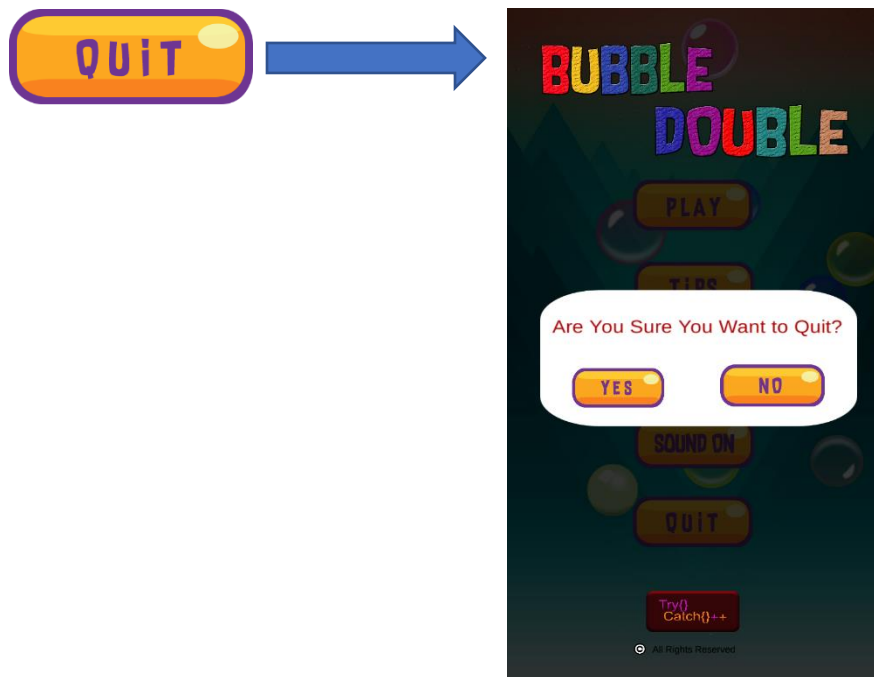 QUiT
BUBBLE
DOUBLE
PLAY
TiPS
Are You Sure You Want to Quit?
YES NO
SOUND ON
QUiT
Try{}
Catch{}++
© All Rights Reserved